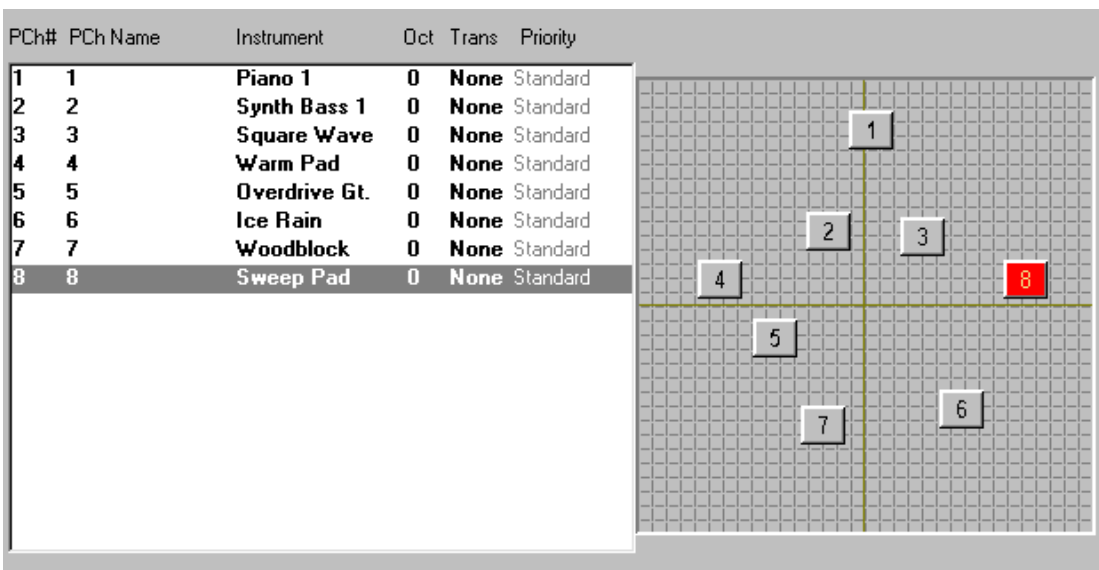 PCh# PCh Name Instrument Oct Trans Priority
1 1 Piano 1 0 None Standard
2 2 Synth Bass 1 0 None Standard
3 3 Square Wave 0 None Standard
4 4 Warm Pad 0 None Standard
5 5 Overdrive Gt. 0 None Standard
6 6 Ice Rain 0 None Standard
7 7 Woodblock 0 None Standard
8 8 Sweep Pad 0 None Standard
1
2
3
4
8
5
6
7